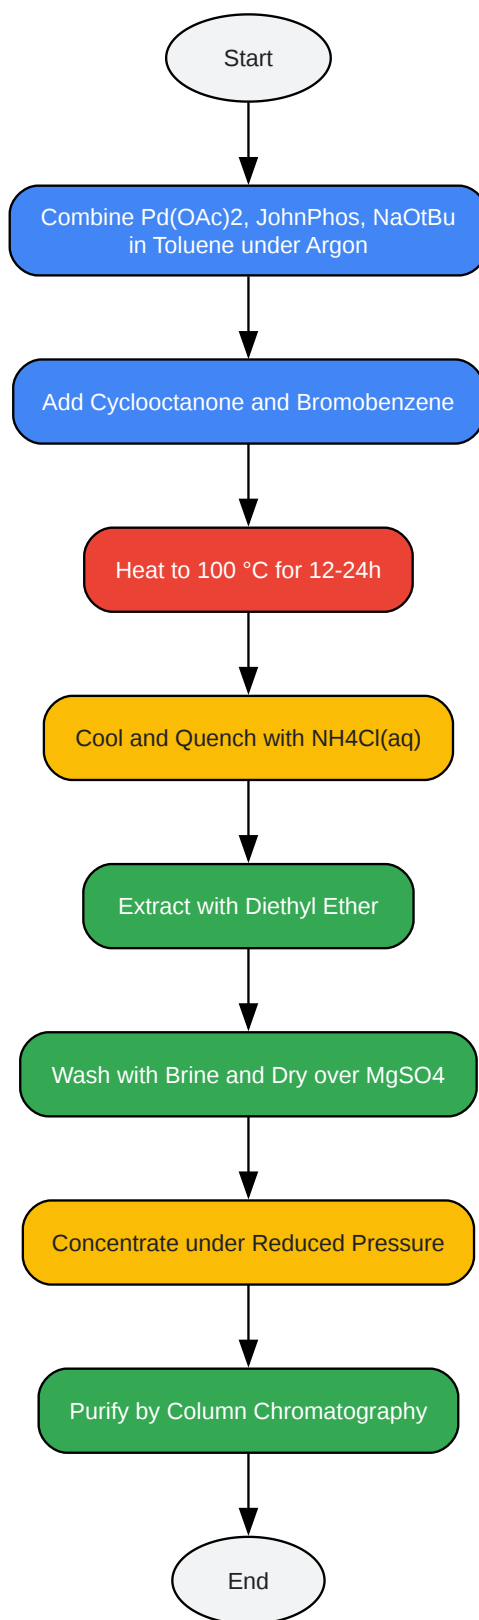 Start
Combine Pd(OAc)2, JohnPhos, NaOtBu
in Toluene under Argon
Add Cyclooctanone and Bromobenzene
Heat to 100 °C for 12-24h
Cool and Quench with NH4Cl(aq)
Extract with Diethyl Ether
Wash with Brine and Dry over MgSO4
Concentrate under Reduced Pressure
Purify by Column Chromatography
End